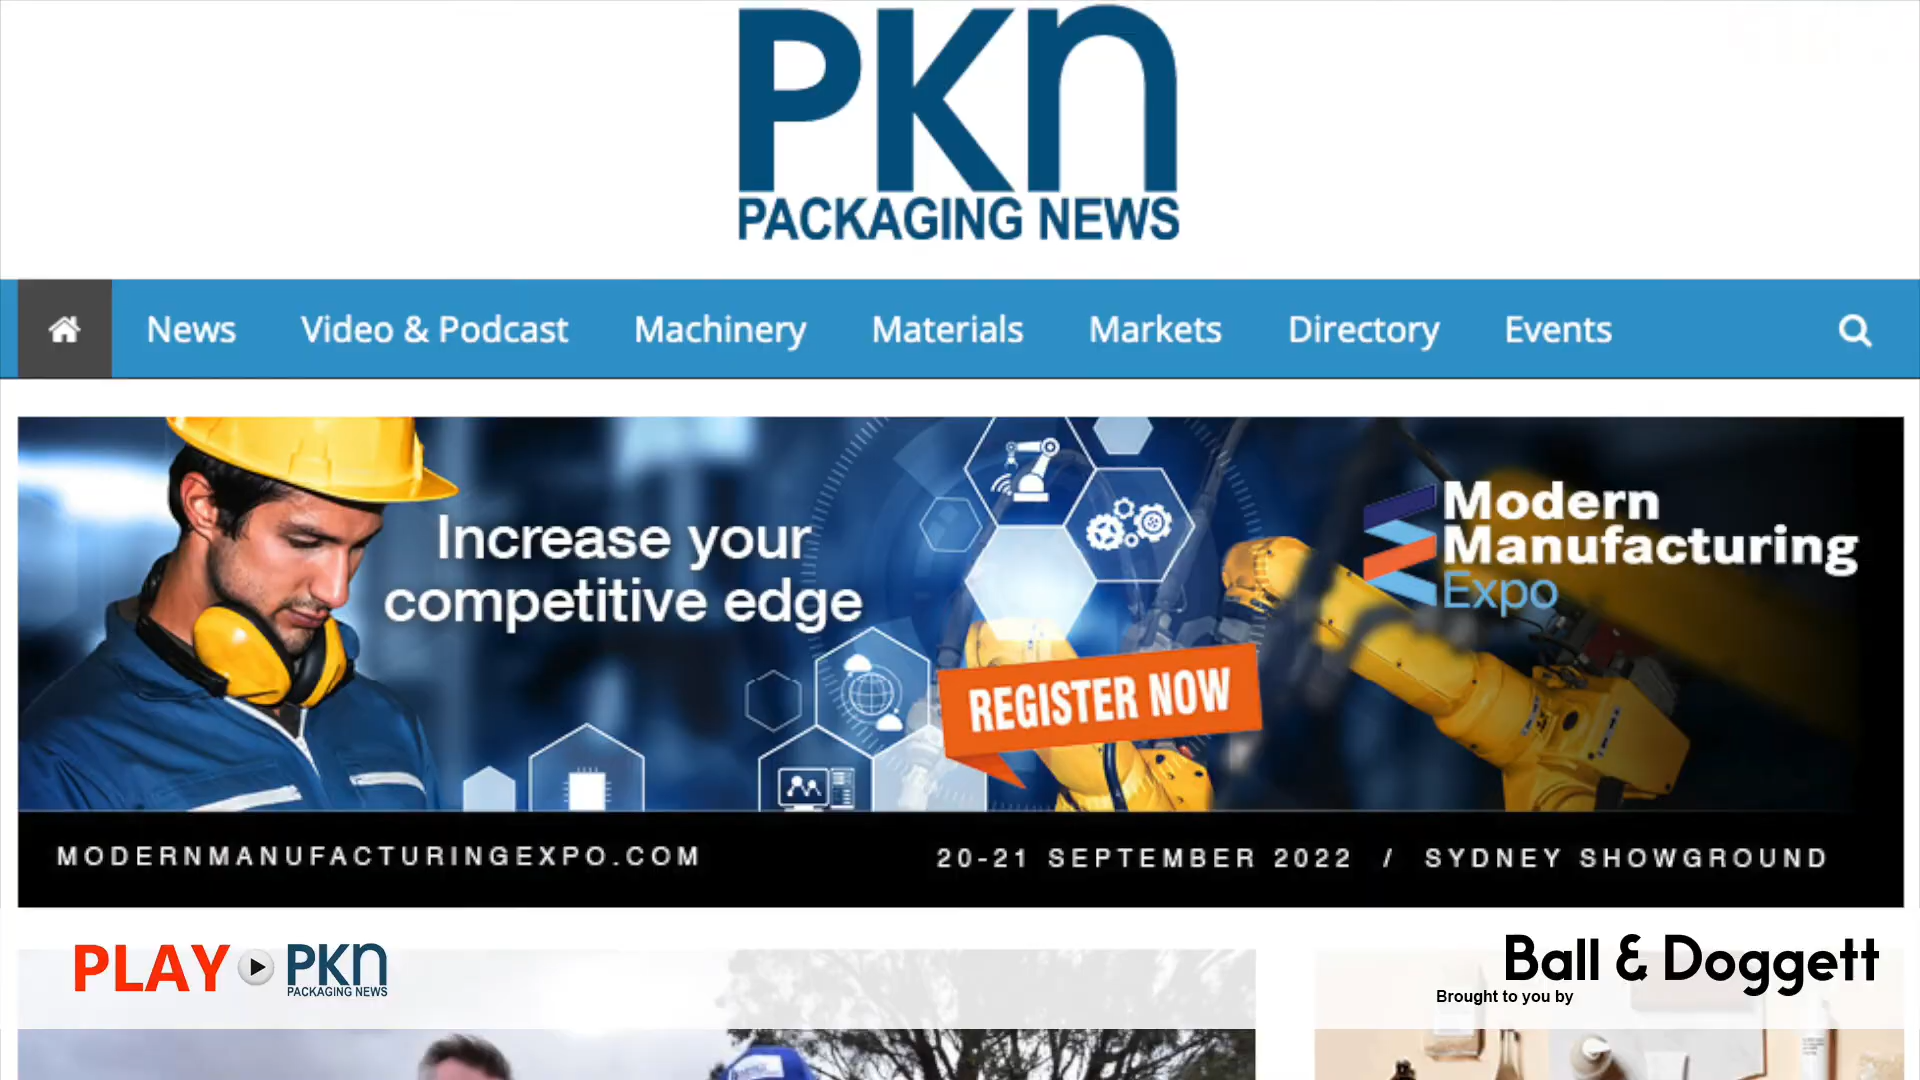 PKn
PACKAGING NEWS
News Video & Podcast Machinery Materials Markets Directory Events
Increase your
competitive edge
Modern
Manufacturing
Expo
REGISTER NOW
MODERNMANUFACTURINGEXPO.COM
20-21 SEPTEMBER 2022 / SYDNEY SHOWGROUND
PLAY PKn
PACKAGING NEWS
Ball & Doggett
Brought to you by